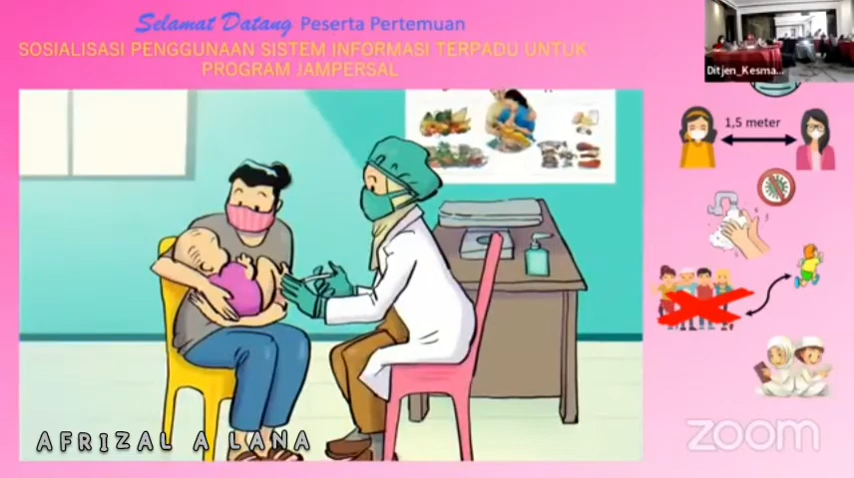 Selamat Datang Peserta Pertemuan
SOSIALISASI PENGGUNAAN SISTEM INFORMASI TERPADU UNTUK
PROGRAM JAMPERSAL
Ditjen_Kesma...
1,5 meter
AFRIZAL A LANA
zoom